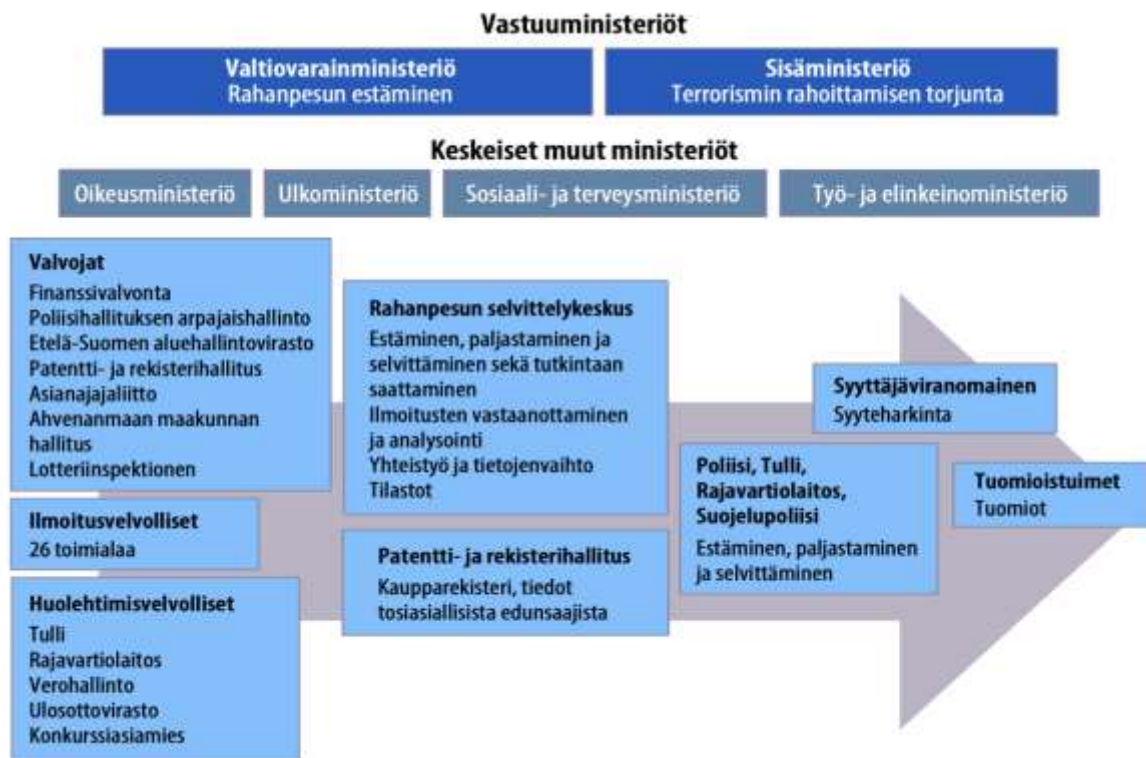 Vastuuministeriöt
Valtiovarainministeriö
Rahanpesun estäminen
Sisäministeriö
Terrorismin rahoittamisen torjunta
Keskeiset muut ministeriöt
Oikeusministeriö
Ulkoministeriö
Sosiaali- ja terveysministeriö
Työ- ja elinkeinoministeriö
Valvojat
Finanssivalvonta
Poliisihallituksen arpajaishallinto
Etelä-Suomen aluehallintovirasto
Patentti- ja rekisterihallitus
Asianajajaliitto
Ahvenanmaan maakunnan
hallitus
Lotteriinspektionen
Ilmoitusvelvolliset
26 toimialaa
Huolehtimisvelvolliset
Tulli
Rajavartiolaitos
Verohallinto
Ulosottovirasto
Konkurssiasiamies
Rahanpesun selvittelykeskus
Estäminen, paljastaminen ja
selvittäminen sekä tutkintaan
saattaminen
Ilmoitusten vastaanottaminen
ja analysointi
Yhteistyö ja tietojenvaihto
Tilastot
Patentti- ja rekisterihallitus
Kaupparekisteri, tiedot
tosiasiallisista edunsaajista
Poliisi, Tulli,
Rajavartiolaitos,
Suojelupoliisi
Estäminen, paljastaminen
ja selvittäminen
Syyttäjäviranomainen
Syyteharkinta
Tuomioistuimet
Tuomiot